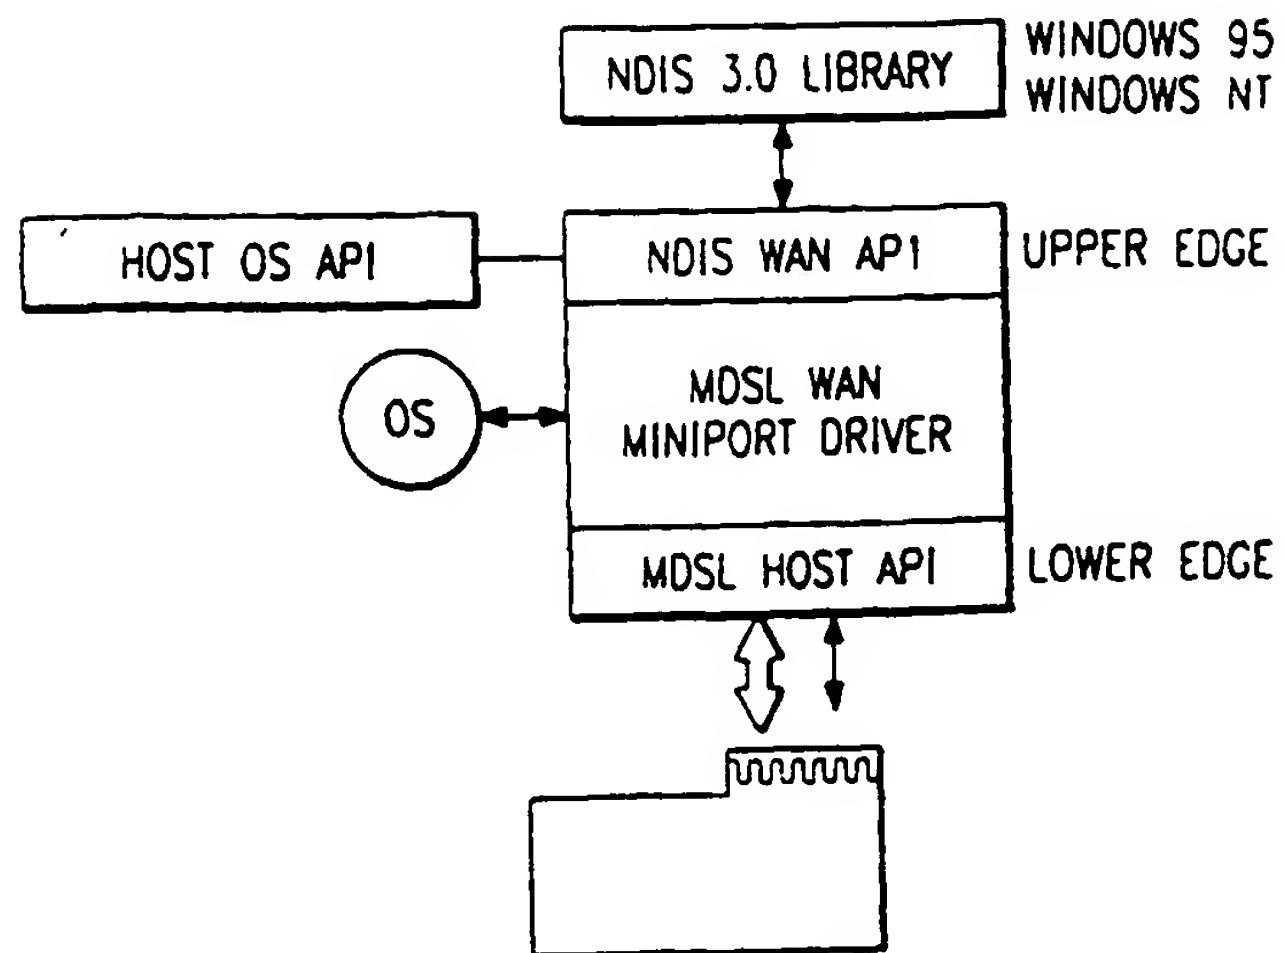 NDIS 3.0 LIBRARY
WINDOWS 95
WINDOWS NT
HOST OS API
NDIS WAN API
UPPER EDGE
OS
MDSL WAN
MINIPORT DRIVER
MDSL HOST API
LOWER EDGE